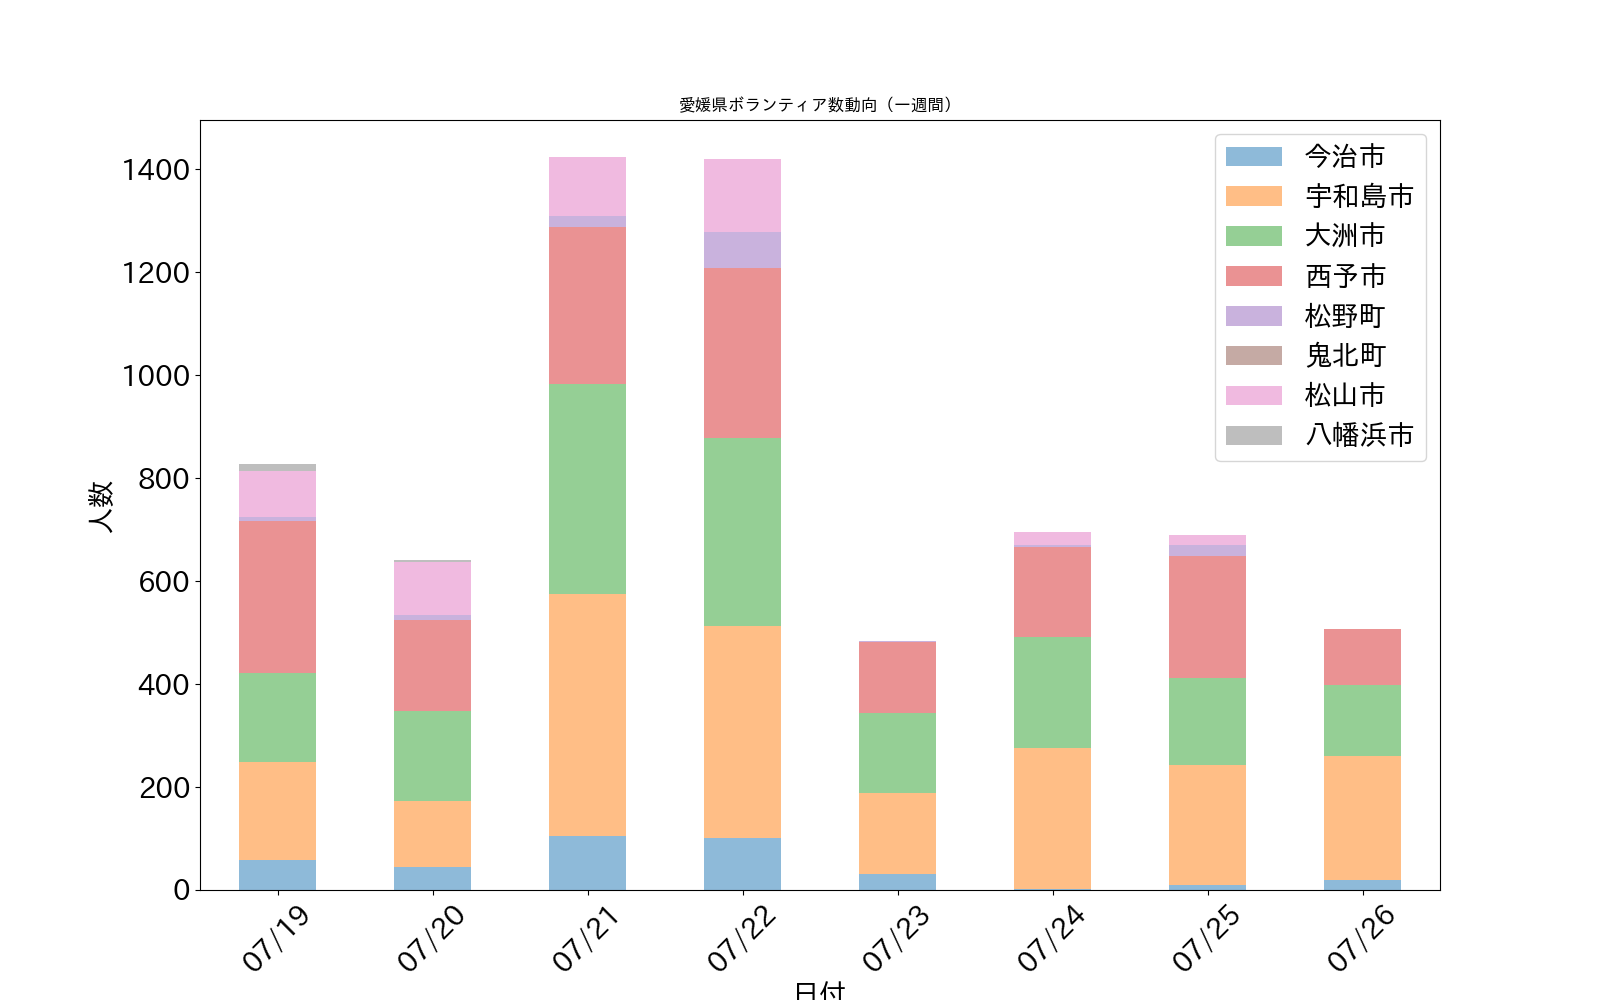 愛媛県ボランティア数動向（一週間）
今治市
宇和島市
大洲市
西予市
松野町
鬼北町
松山市
八幡浜市
人数
1400
1200
1000
800
600
400
200
0
07/19
07/20
07/21
07/22
07/23
07/24
07/25
07/26
日付